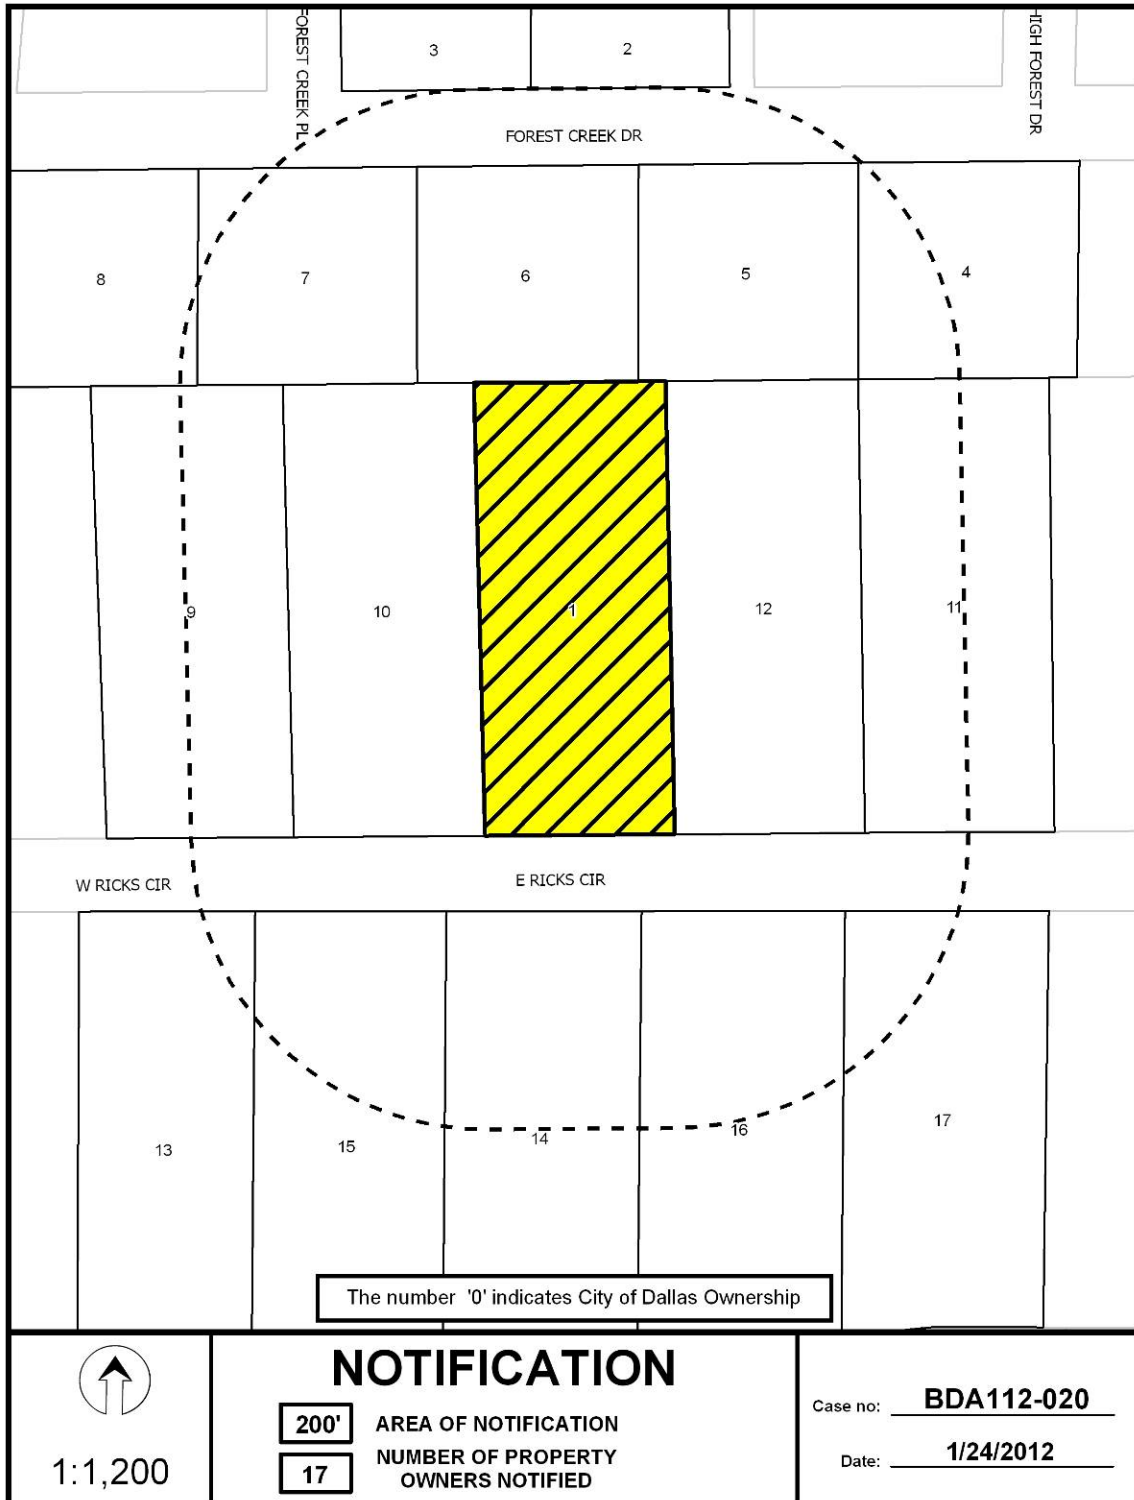 FOREST CREEK PL
3
2
HIGH FOREST DR
FOREST CREEK DR
8
7
6
5
4
9
10
1
12
11
W RICKS CIR
E RICKS CIR
13
15
14
16
17
The number '0' indicates City of Dallas Ownership
1:1,200
NOTIFICATION
200' AREA OF NOTIFICATION
17 NUMBER OF PROPERTY
OWNERS NOTIFIED
Case no: BDA112-020
Date: 1/24/2012